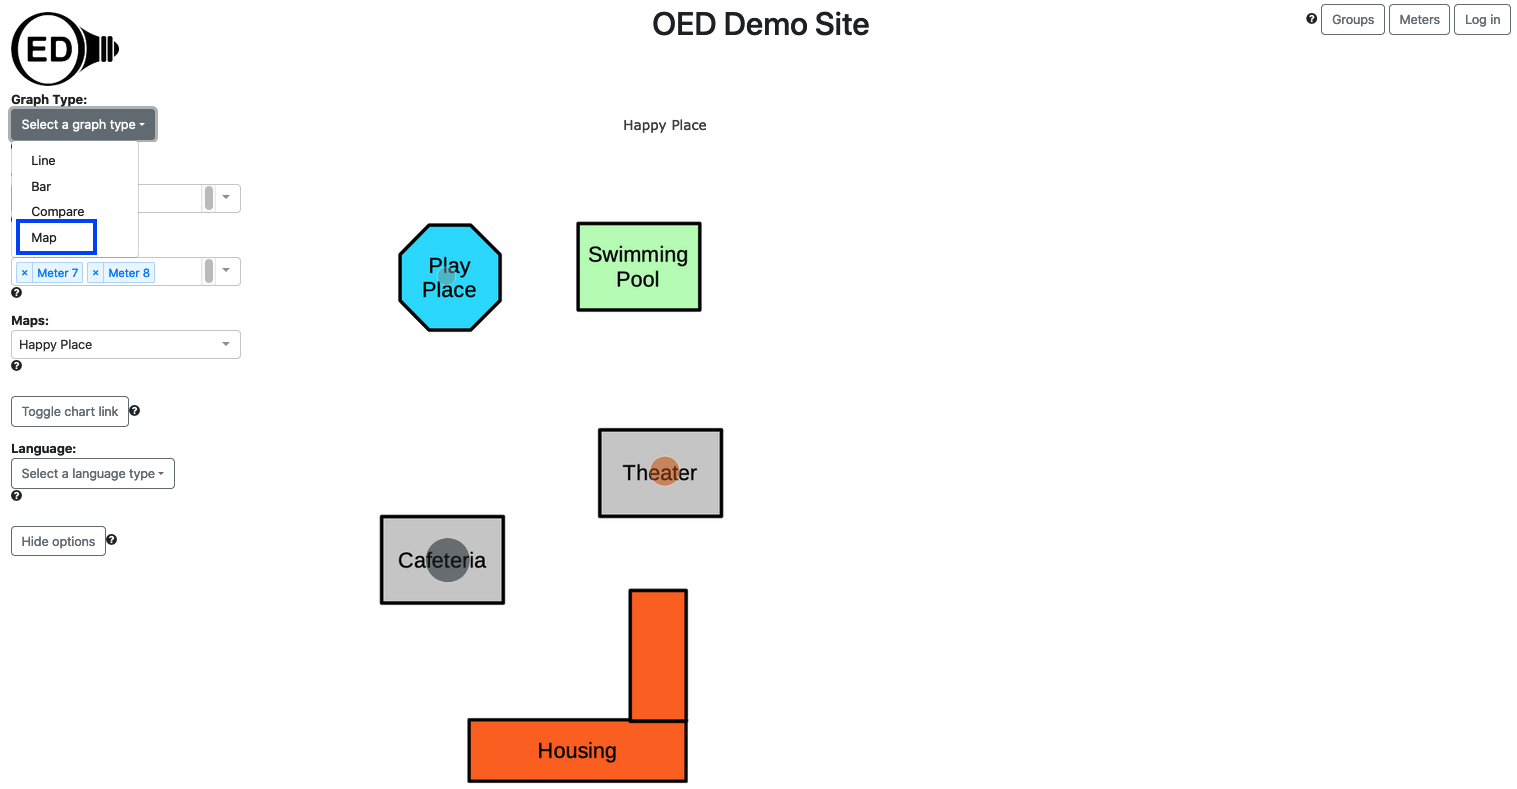 OED Demo Site
Groups
Meters
Log in
ED
Graph Type:
Select a graph type
Line
Bar
Compare
Map
× Meter 7 × Meter 8
Maps:
Happy Place
Toggle chart link
Language:
Select a language type
Hide options
Happy Place
Play
Place
Swimming
Pool
Theater
Cafeteria
Housing